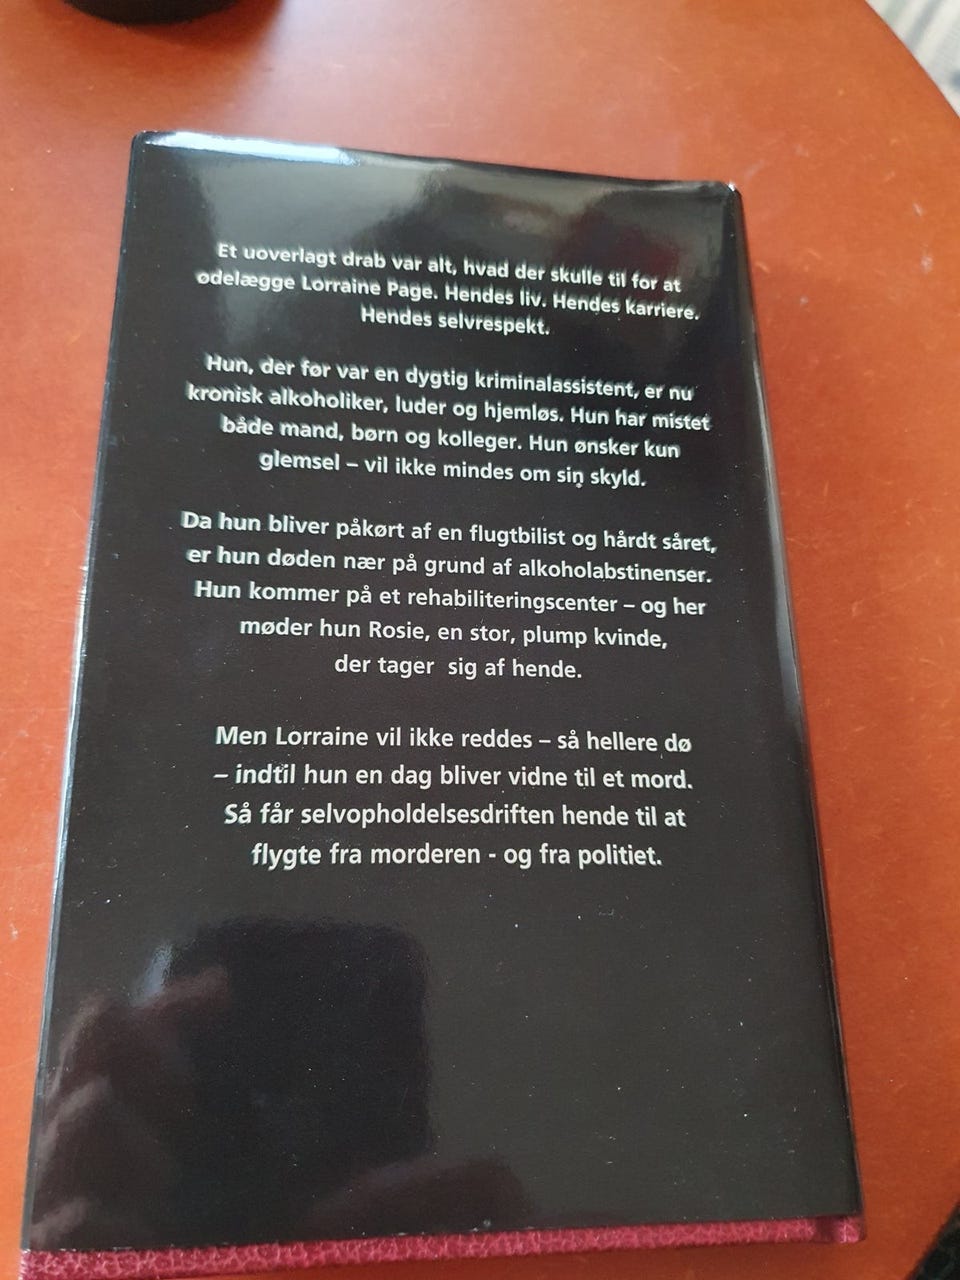 Et uoverlagt drab var alt, hvad der skulle til for at
ødelægge Lorraine Page. Hendes liv. Hendes karriere.
Hendes selvrespekt.
Hun, der før var en dygtig kriminalassistent, er nu
kronisk alkoholiker, luder og hjemløs. Hun har mistet
både mand, børn og kolleger. Hun ønsker kun
glemsel – vil ikke mindes om sin skyld.
Da hun bliver påkørt af en flugtbilist og hårdt såret,
er hun døden nær på grund af alkoholabstinenser.
Hun kommer på et rehabiliteringscenter – og her
møder hun Rosie, en stor, plump kvinde,
der tager sig af hende.
Men Lorraine vil ikke reddes – så hellere dø
– indtil hun en dag bliver vidne til et mord.
Så får selvopholdelsesdriften hende til at
flygte fra morderen - og fra politiet.